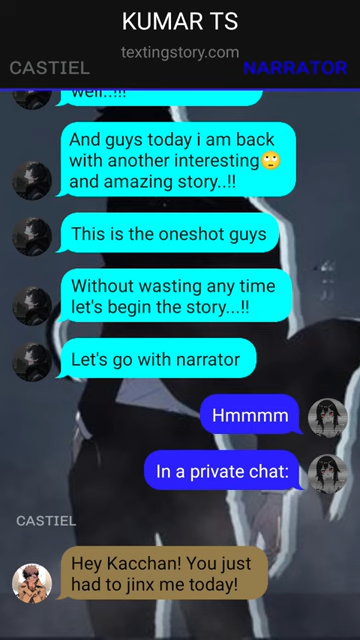 KUMAR TS
textingstory.com
CASTIEL
NARRATOR
well..!!!
And guys today i am back
with another interesting🙄
and amazing story..!!
This is the oneshot guys
Without wasting any time
let's begin the story...!!
Let's go with narrator
Hmmmm
In a private chat:
CASTIEL
Hey Kacchan! You just
had to jinx me today!